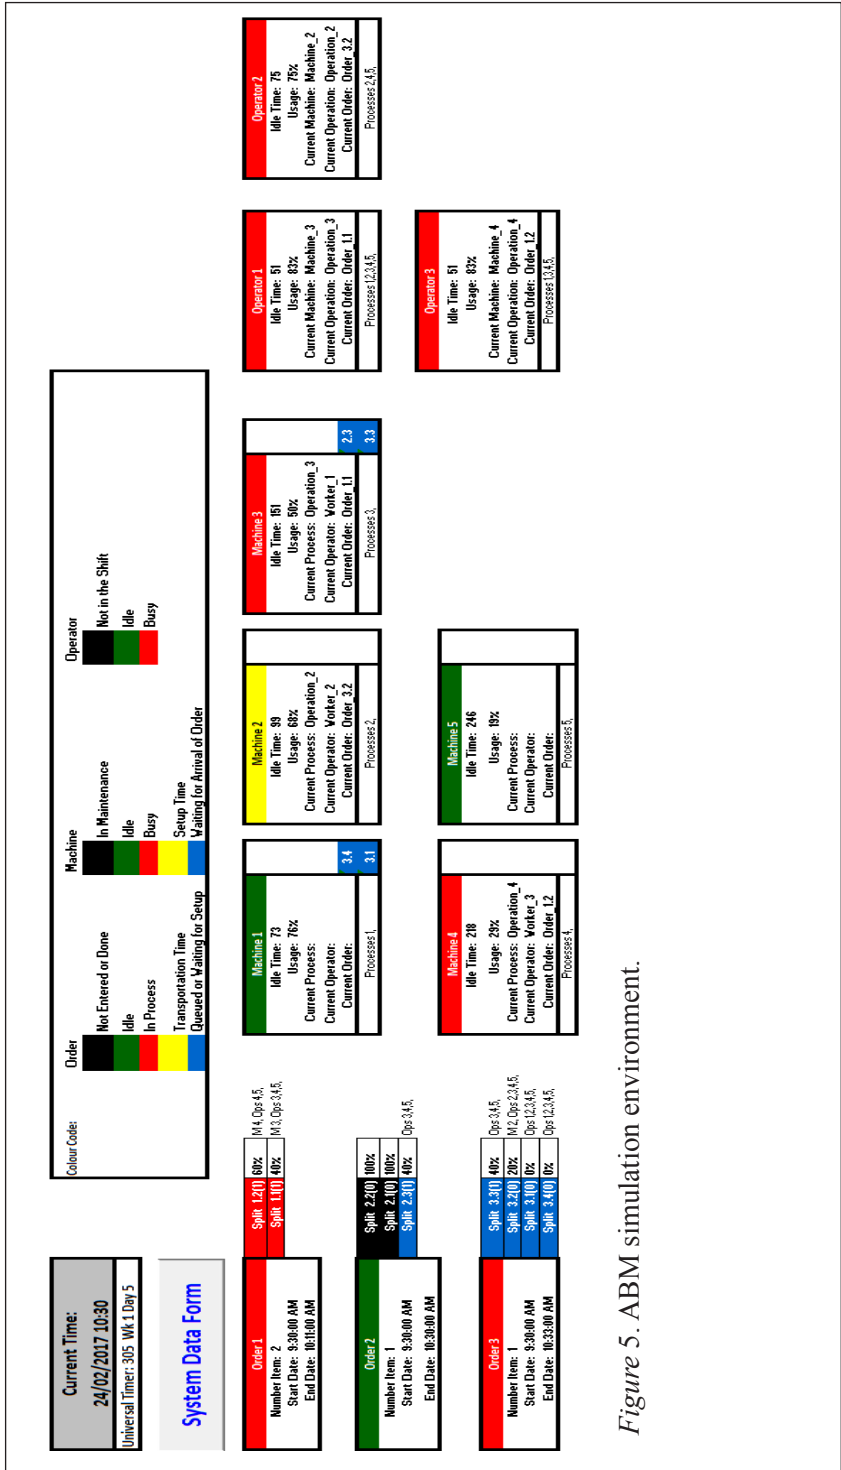 Current Time:
24/02/2017 10:30
Universal Timer: 305 Wk 1 Day 5
System Data Form
Colour Code:
Order
Not Entered or Done
Idle
In Process
Transportation Time
Queued or Waiting for Setup
Machine
In Maintenance
Idle
Busy
Setup Time
Waiting for Arrival of Order
Operator
Not in the Shift
Idle
Busy
Order 1
Number Item: 2
Start Date: 9:30:00 AM
End Date: 10:11:00 AM
Split 1.2(1) 60% M 4, Ops 4,5,
Split 1.1(1) 40% M 3, Ops 3,4,5,
Order 2
Number Item: 1
Start Date: 9:30:00 AM
End Date: 10:30:00 AM
Split 2.2(0) 100%
Split 2.1(0) 100%
Split 2.3(1) 40% Ops 3,4,5,
Order 3
Number Item: 1
Start Date: 9:30:00 AM
End Date: 10:33:00 AM
Split 3.3(1) 40% Ops 3,4,5,
Split 3.2(0) 20% M 2, Ops 2,3,4,5,
Split 3.1(0) 0% Ops 1,2,3,4,5,
Split 3.4(0) 0% Ops 1,2,3,4,5,
Machine 1
Idle Time: 73
Usage: 76%
Current Process:
Current Operator:
Current Order:
Processes 1,
3.4
3.1
Machine 2
Idle Time: 99
Usage: 68%
Current Process: Operation_2
Current Operator: Worker_2
Current Order: Order_3.2
Processes 2,
Machine 3
Idle Time: 151
Usage: 50%
Current Process: Operation_3
Current Operator: Worker_1
Current Order: Order_1.1
Processes 3,
2.3
3.3
Machine 4
Idle Time: 218
Usage: 29%
Current Process: Operation_4
Current Operator: Worker_3
Current Order: Order_1.2
Processes 4,
Machine 5
Idle Time: 246
Usage: 19%
Current Process:
Current Operator:
Current Order:
Processes 5,
Operator 1
Idle Time: 51
Usage: 83%
Current Machine: Machine_3
Current Operation: Operation_3
Current Order: Order_1.1
Processes 1,2,3,4,5,
Operator 2
Idle Time: 75
Usage: 75%
Current Machine: Machine_2
Current Operation: Operation_2
Current Order: Order_3.2
Processes 2,4,5,
Operator 3
Idle Time: 51
Usage: 83%
Current Machine: Machine_4
Current Operation: Operation_4
Current Order: Order_1.2
Processes 1,3,4,5,
Figure 5. ABM simulation environment.